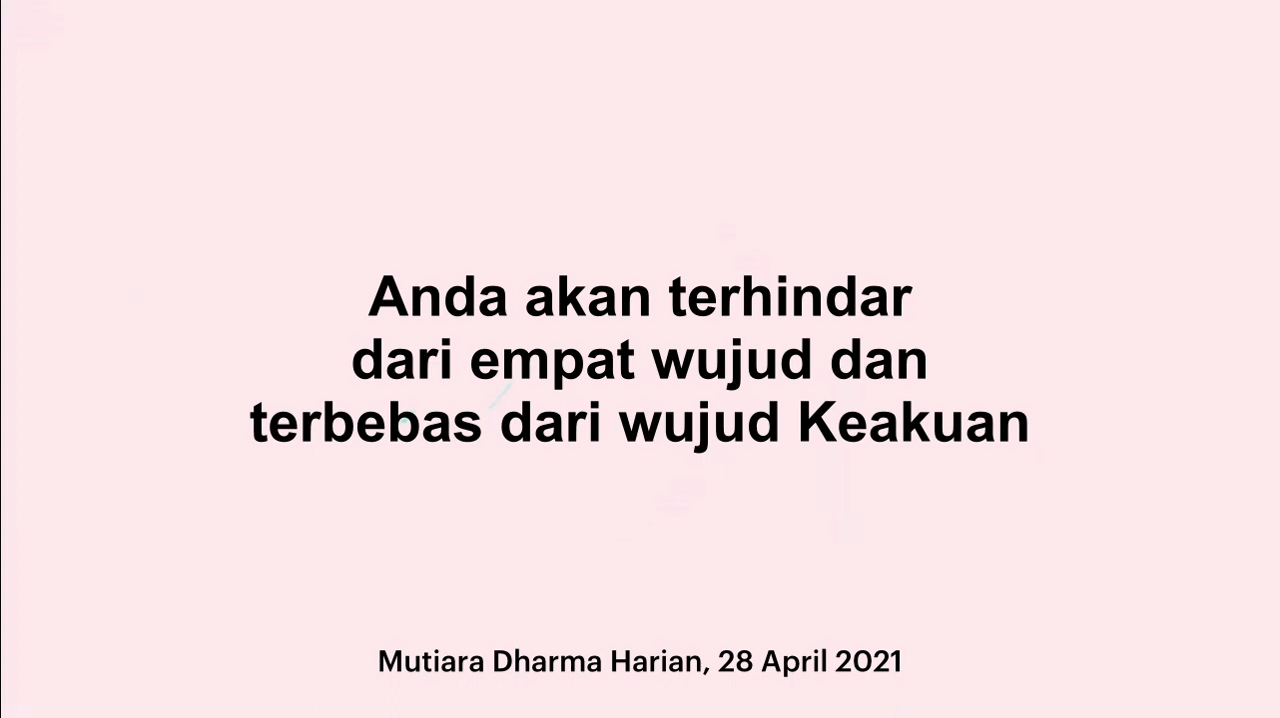 Anda akan terhindar
dari empat wujud dan
terbebas dari wujud Keakuan
Mutiara Dharma Harian, 28 April 2021